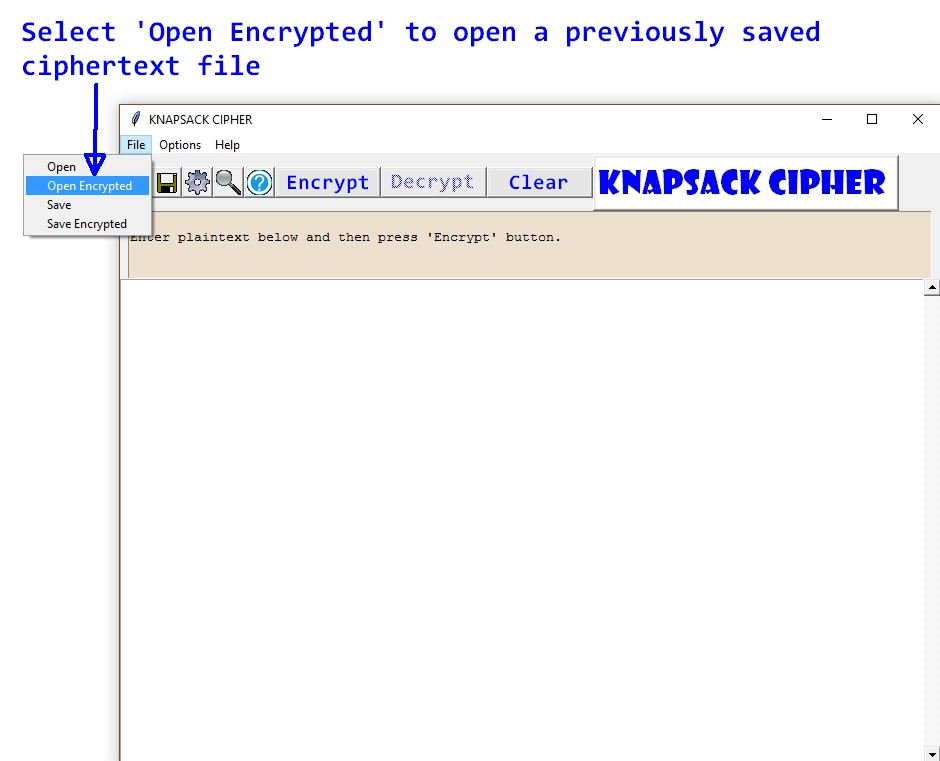 Select 'Open Encrypted' to open a previously saved
ciphertext file
KNAPSACK CIPHER
File Options Help
Open
Open Encrypted
Save
Save Encrypted
Encrypt Decrypt Clear KNAPSACK CIPHER
Enter plaintext below and then press 'Encrypt' button.